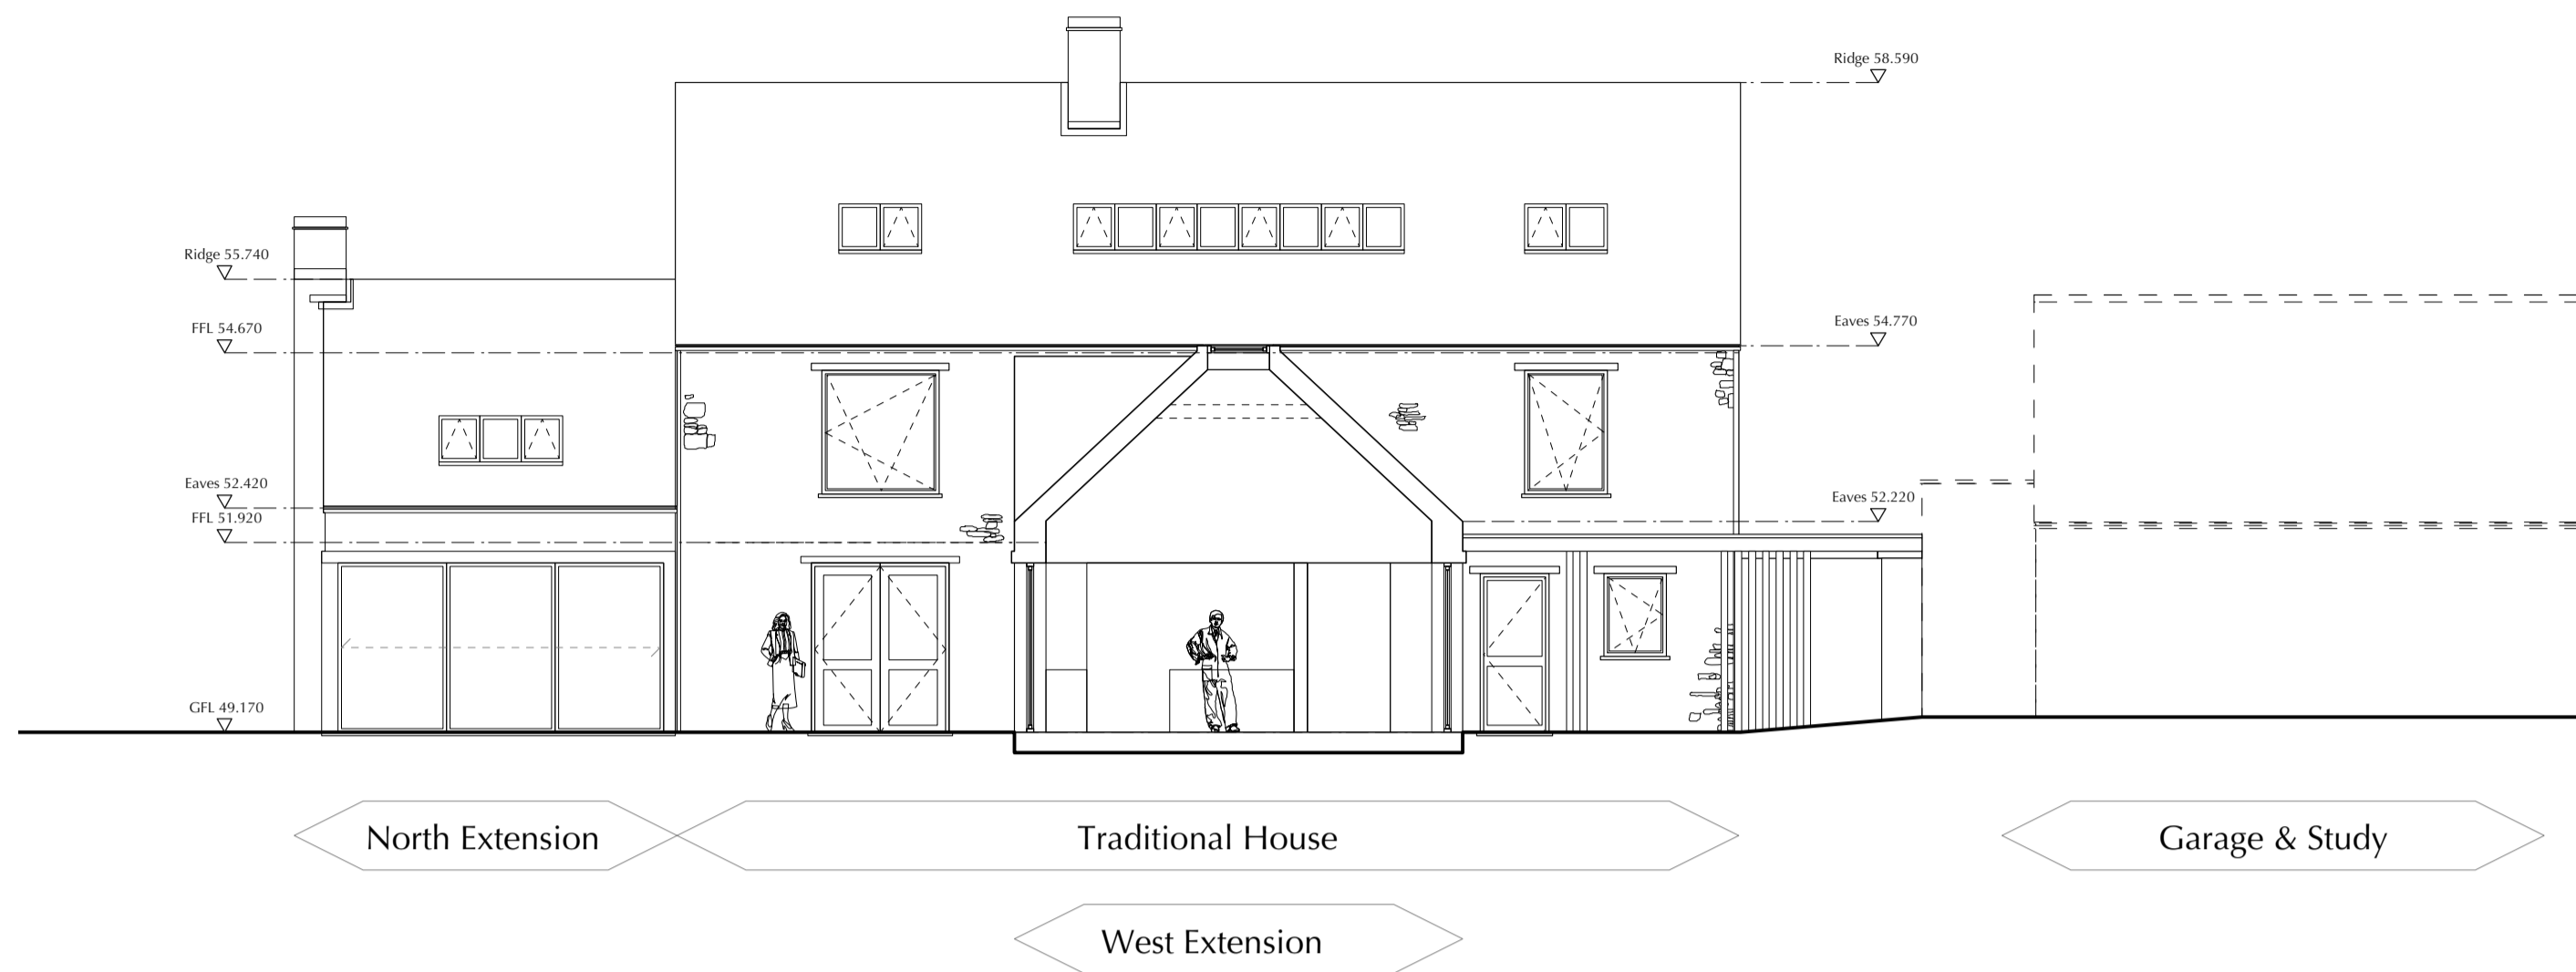 Ridge 58.590
Ridge 55.740
FFL 54.670
Eaves 54.770
Eaves 52.420
Eaves 52.220
FFL 51.920
GFL 49.170
North Extension
Traditional House
Garage & Study
West Extension